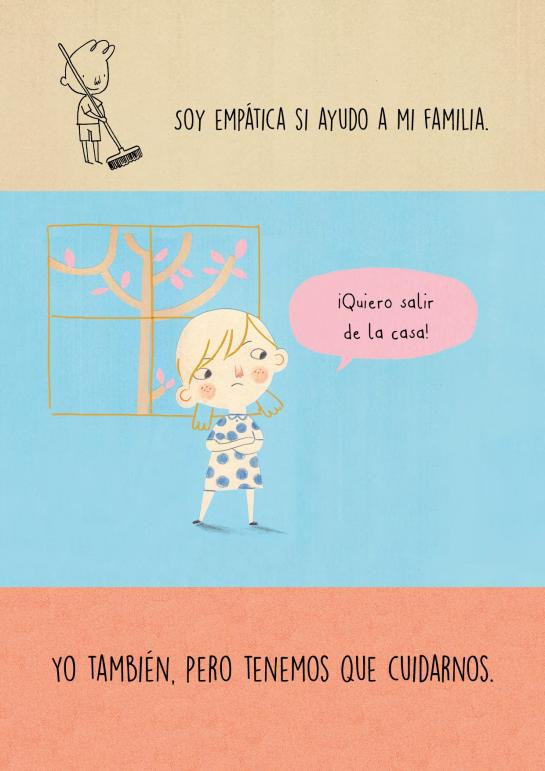 SOY EMPÁTICA SI AYUDO A MI FAMILIA.
¡Quiero salir
de la casa!
YO TAMBIÉN, PERO TENEMOS QUE CUIDARNOS.